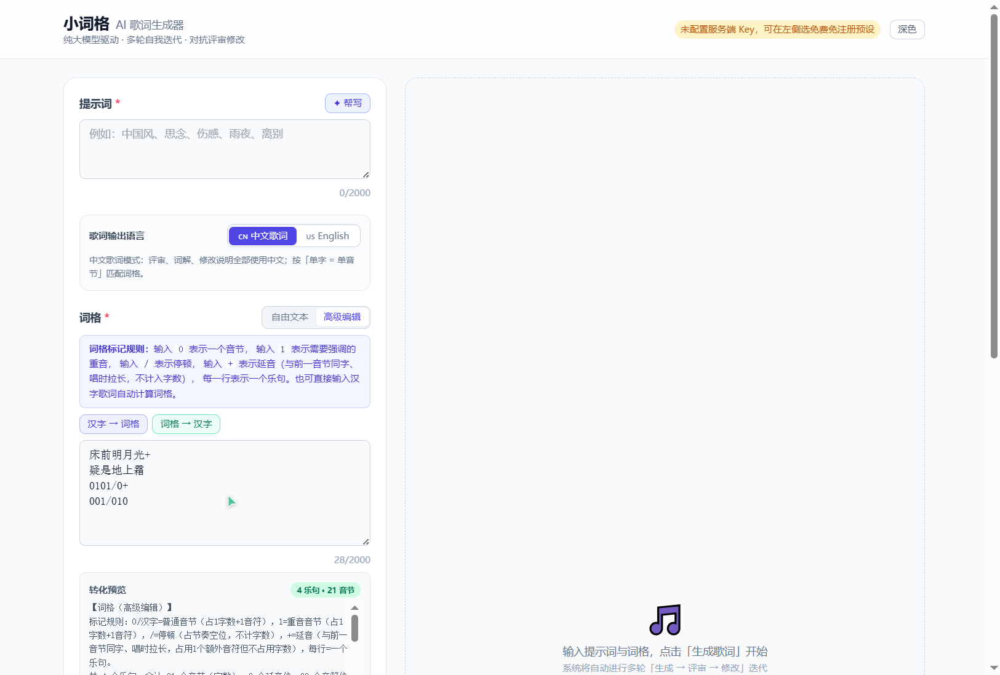 小词格 AI 歌词生成器
纯大模型驱动 · 多轮自我迭代 · 对抗评审修改
未配置服务端 Key，可在左侧选免费免注册预设
深色
提示词 *
✦ 帮写
例如：中国风、思念、伤感、雨夜、离别
0/2000
歌词输出语言
CN 中文歌词
US English
中文歌词模式：评审、词解、修改说明全部使用中文；按「单字 = 单音
节」匹配词格。
词格 *
自由文本
高级编辑
词格标记规则：输入 0 表示一个音节， 输入 1 表示需要强调的
重音， 输入 / 表示停顿， 输入 + 表示延音（与前一音节同字、
唱时拉长，不计入字数）， 每一行表示一个乐句。也可直接输入汉
字歌词自动计算词格。
汉字 → 词格
词格 → 汉字
床前明月光+
疑是地上霜
0101/0+
001/010
28/2000
转化预览
4 乐句 • 21 音节
【词格（高级编辑）】
标记规则：0/汉字=普通音节（占1字数+1音符），1=重音音节（占1
字数+1音符），/=停顿（占节奏空位，不计字数），+=延音（与前一
音节同字、唱时拉长，占用1个额外音符但不占用字数），每行=一个
乐句。
输入提示词与词格，点击「生成歌词」开始
系统将自动进行多轮「生成 → 评审 → 修改」迭代